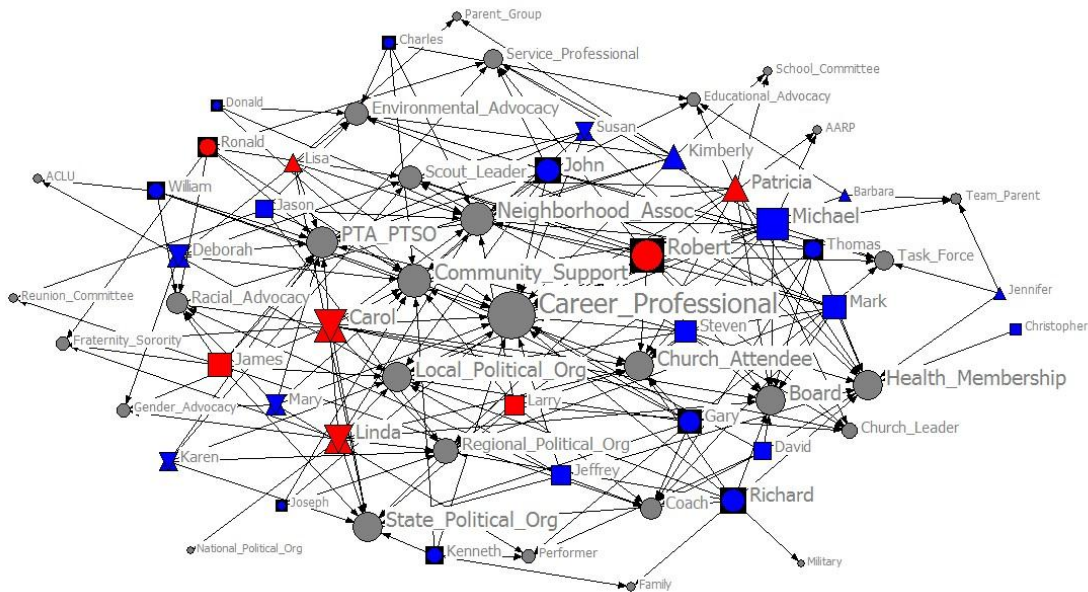 Parent_Group
Charles
Service_Professional
School_Committee
Donald
Environmental_Advocacy
Educational_Advocacy
Susan
AARP
Ronald
Lisa
Kimberly
Scout_Leader
John
ACLU
William
Patricia
Barbara
Team_Parent
Jason
Neighborhood_Assoc
Michael
PTA_PTSO
Deborah
Robert
Thomas
Task_Force
Community_Support
Reunion_Committee
Racial_Advocacy
Career_Professional
Mark
Jennifer
Carol
Steven
Christopher
Fraternity_Sorority
James
Church_Attendee
Local_Political_Org
Health_Membership
Mary
Larry
Board
Gender_Advocacy
Gary
Church_Leader
Linda
Regional_Political_Org
David
Karen
Jeffrey
Joseph
Richard
Coach
State_Political_Org
National_Political_Org
Kenneth
Performer
Military
Family